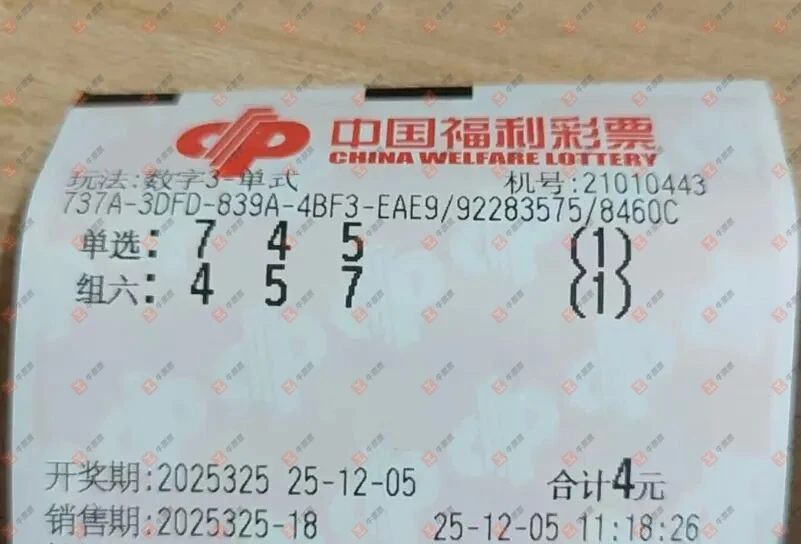 中国福利彩票
CHINA WELFARE LOTTERY
玩法:数字3-单式 机号:21010443
737A-3DFD-839A-4BF3-EAE9/92283575/8460C
单选: 7 4 5 (1)
组六: 4 5 7 (1)
开奖期:2025325 25-12-05 合计4元
销售期:2025325-18 25-12-05 11:18:26